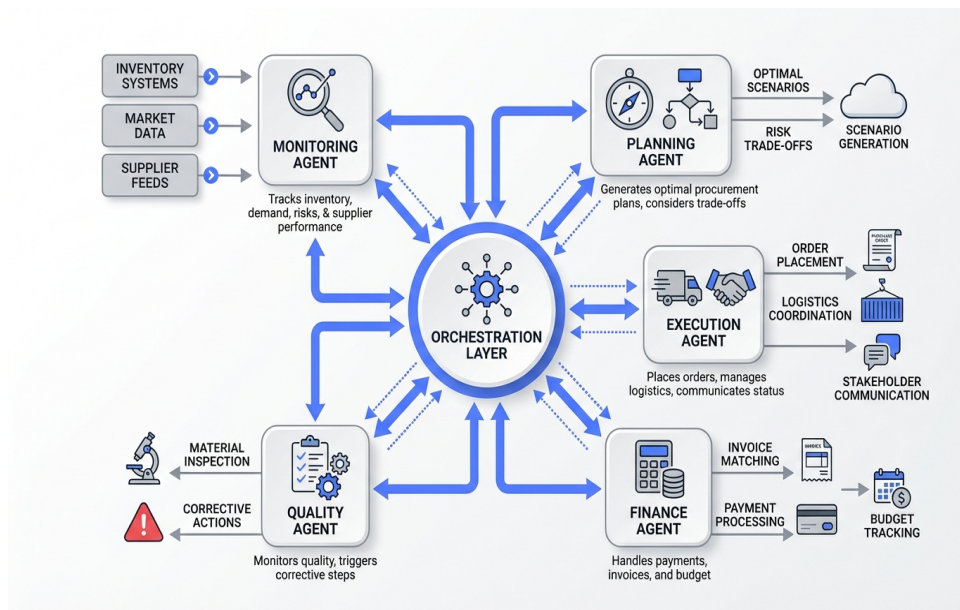 INVENTORY
SYSTEMS
MARKET
DATA
SUPPLIER
FEEDS
MONITORING
AGENT
Tracks inventory,
demand, risks, & supplier
performance
PLANNING
AGENT
Generates optimal procurement
plans, considers trade-offs
OPTIMAL
SCENARIOS
RISK
TRADE-OFFS
SCENARIO
GENERATION
ORCHESTRATION
LAYER
EXECUTION
AGENT
Places orders, manages
logistics, communicates status
ORDER
PLACEMENT
LOGISTICS
COORDINATION
STAKEHOLDER
COMMUNICATION
MATERIAL
INSPECTION
CORRECTIVE
ACTIONS
QUALITY
AGENT
Monitors quality, triggers
corrective steps
FINANCE
AGENT
Handles payments,
invoices, and budget
INVOICE
MATCHING
PAYMENT
PROCESSING
$
BUDGET
TRACKING